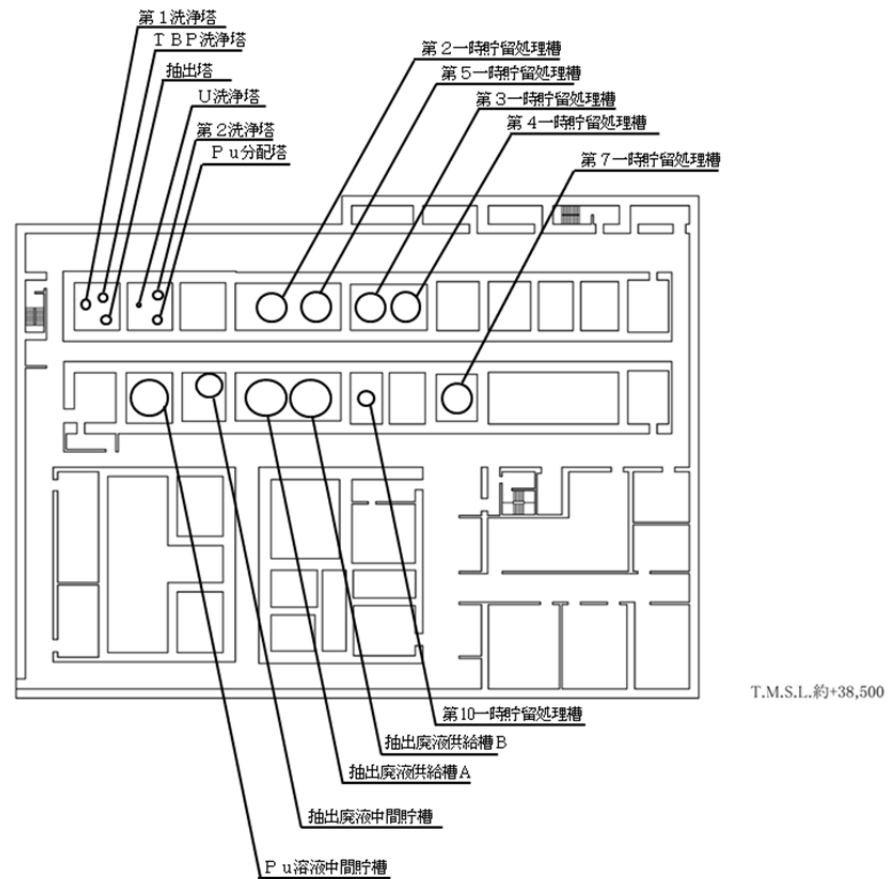 第1洗浄塔
TBP洗浄塔
抽出塔
U洗浄塔
第2洗浄塔
Pu分配塔
第2一時貯留処理槽
第5一時貯留処理槽
第3一時貯留処理槽
第4一時貯留処理槽
第7一時貯留処理槽
T.M.S.L.約+38,500
第10一時貯留処理槽
抽出廃液供給槽B
抽出廃液供給槽A
抽出廃液中間貯槽
Pu溶液中間貯槽